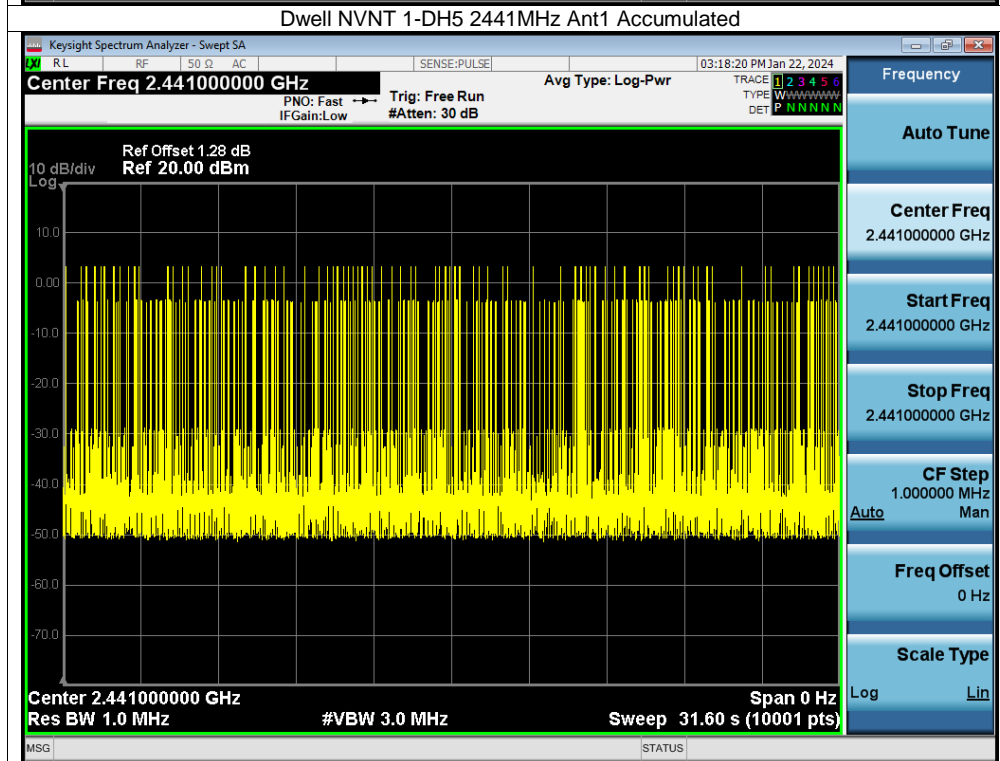 Dwell NVNT 1-DH5 2441MHz Ant1 Accumulated
Keysight Spectrum Analyzer - Swept SA
LXI RL RF 50 Ω AC SENSE:PULSE 03:18:20 PM Jan 22, 2024
Center Freq 2.441000000 GHz Avg Type: Log-Pwr TRACE 1 2 3 4 5 6
PNO: Fast Trig: Free Run TYPE WWWWWW
IFGain:Low #Atten: 30 dB DET P N N N N N
Ref Offset 1.28 dB
10 dB/div Ref 20.00 dBm
Log
10.0
0.00
-10.0
-20.0
-30.0
-40.0
-50.0
-60.0
-70.0
Center 2.441000000 GHz Span 0 Hz
Res BW 1.0 MHz #VBW 3.0 MHz Sweep 31.60 s (10001 pts)
MSG STATUS
Frequency
Auto Tune
Center Freq
2.441000000 GHz
Start Freq
2.441000000 GHz
Stop Freq
2.441000000 GHz
CF Step
1.000000 MHz
Auto Man
Freq Offset
0 Hz
Scale Type
Log Lin